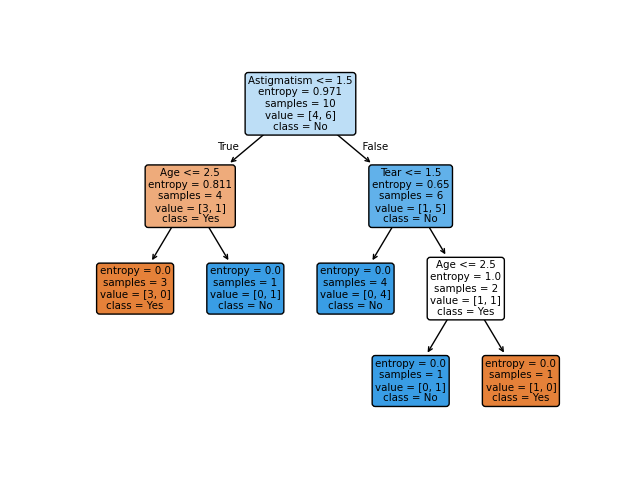 Astigmatism <= 1.5
entropy = 0.971
samples = 10
value = [4, 6]
class = No
True
False
Age <= 2.5
entropy = 0.811
samples = 4
value = [3, 1]
class = Yes
Tear <= 1.5
entropy = 0.65
samples = 6
value = [1, 5]
class = No
entropy = 0.0
samples = 3
value = [3, 0]
class = Yes
entropy = 0.0
samples = 1
value = [0, 1]
class = No
entropy = 0.0
samples = 4
value = [0, 4]
class = No
Age <= 2.5
entropy = 1.0
samples = 2
value = [1, 1]
class = Yes
entropy = 0.0
samples = 1
value = [0, 1]
class = No
entropy = 0.0
samples = 1
value = [1, 0]
class = Yes